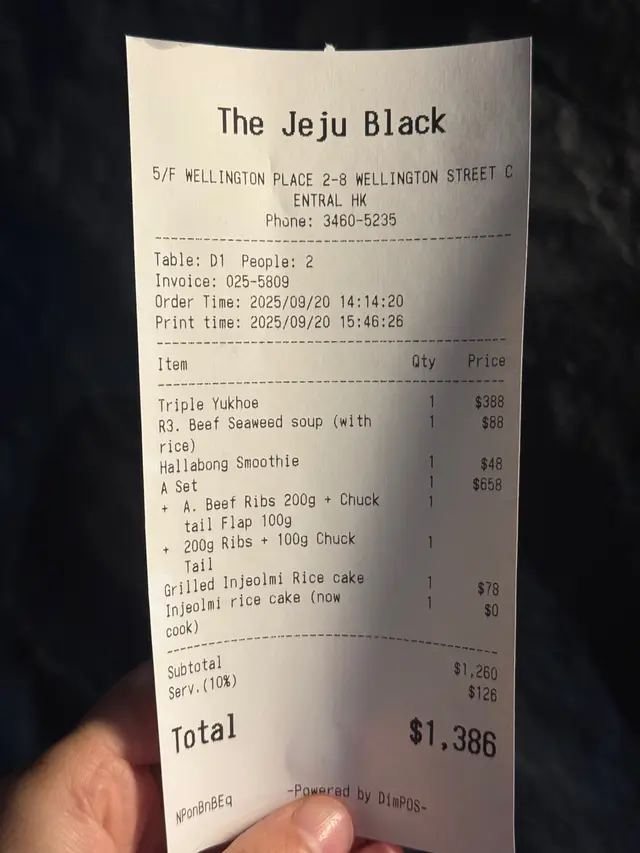 The Jeju Black
5/F WELLINGTON PLACE 2-8 WELLINGTON STREET C
ENTRAL HK
Phone: 3460-5235
Table: D1 People: 2
Invoice: 025-5809
Order Time: 2025/09/20 14:14:20
Print time: 2025/09/20 15:46:26
Item Qty Price
Triple Yukhoe 1 $388
R3. Beef Seaweed soup (with 1 $88
rice)
Hallabong Smoothie 1 $48
A Set 1 $658
+ A. Beef Ribs 200g + Chuck 1
tail Flap 100g
+ 200g Ribs + 100g Chuck 1
Tail
Grilled Injeolmi Rice cake 1 $78
Injeolmi rice cake (now 1 $0
cook)
Subtotal $1,260
Serv.(10%) $126
Total $1,386
NPonBnBEq -Powered by DimPOS-